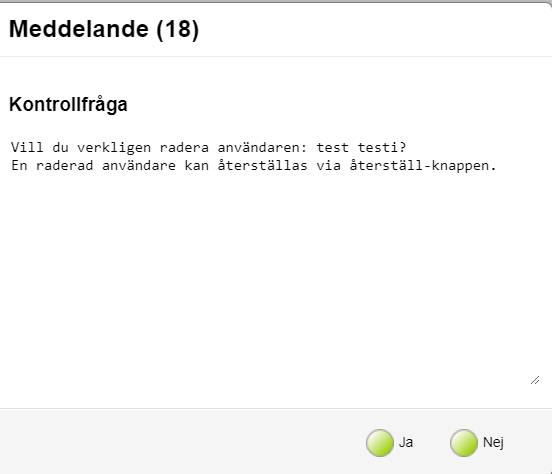 Meddelande (18)
Kontrollfråga
Vill du verkligen radera användaren: test testi?
En raderad användare kan återställas via återställ-knappen.
Ja
Nej